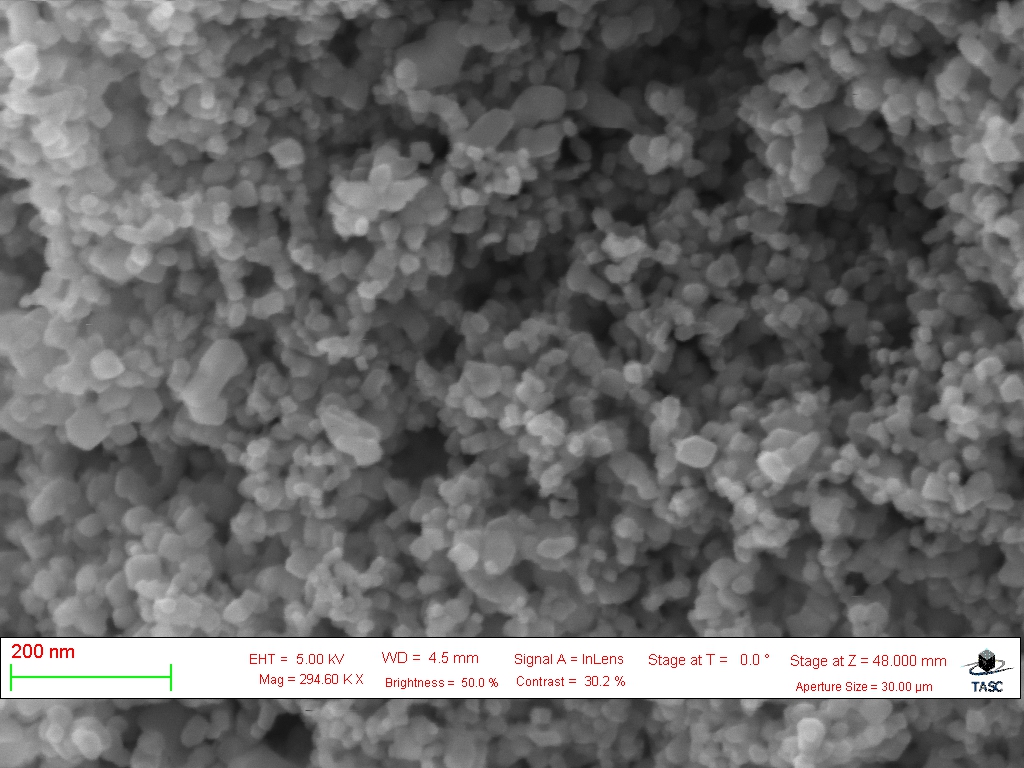 200 nm
EHT = 5.00 kV WD = 4.5 mm Signal A = InLens Stage at T = 0.0 ° Stage at Z = 48.000 mm
Mag = 294.60 K X Brightness = 50.0 % Contrast = 30.2 % Aperture Size = 30.00 µm
TASC